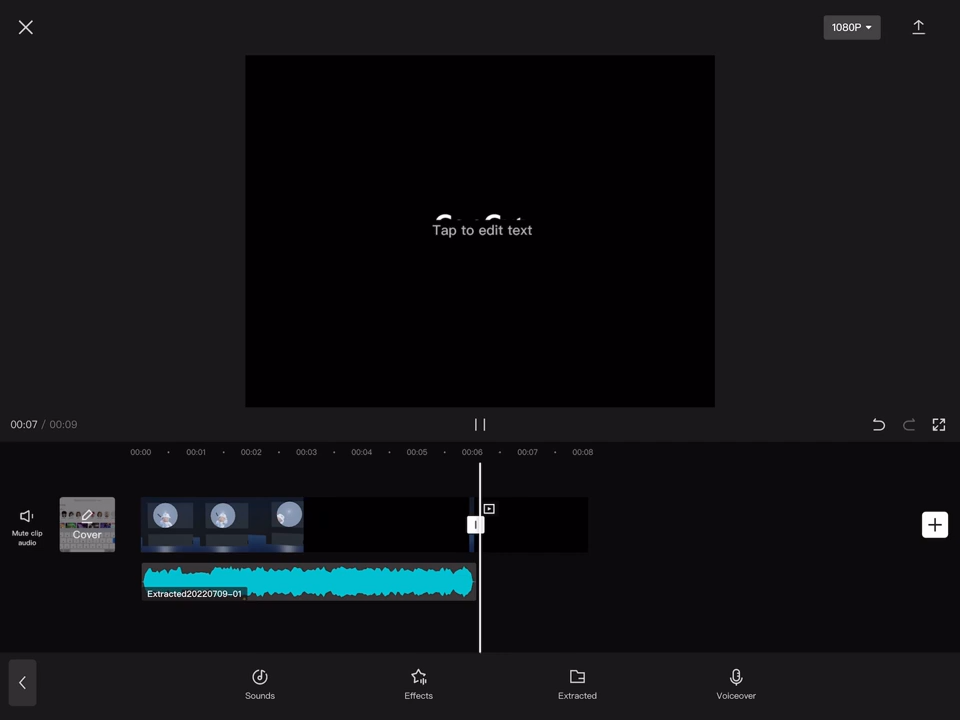 1080P
Tap to edit text
00:07 / 00:09
00:00 00:01 00:02 00:03 00:04 00:05 00:06 00:07 00:08
Mute clip
audio
Cover
Extracted20220709-01
Sounds
Effects
Extracted
Voiceover